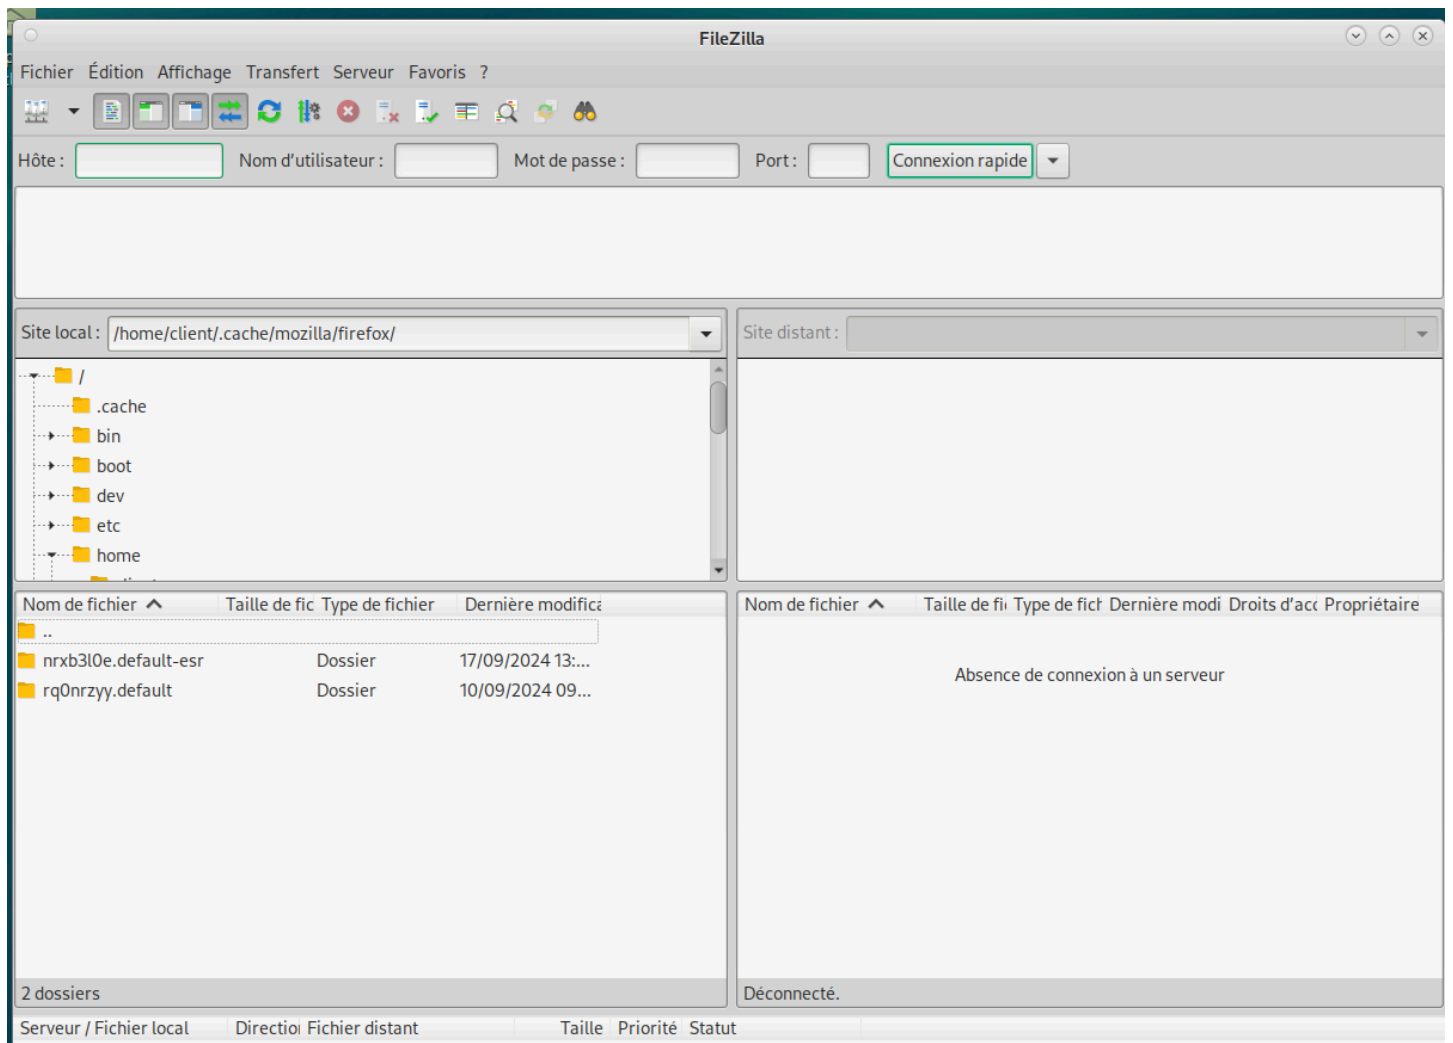 FileZilla
Fichier Édition Affichage Transfert Serveur Favoris ?
Hôte : Nom d'utilisateur : Mot de passe : Port : Connexion rapide
Site local : /home/client/.cache/mozilla/firefox/
/
.cache
bin
boot
dev
etc
home
Site distant :
Nom de fichier Taille de fic Type de fichier Dernière modifica
..
nrxb3l0e.default-esr Dossier 17/09/2024 13:...
rq0nrzyy.default Dossier 10/09/2024 09...
2 dossiers
Nom de fichier Taille de fi Type de fich Dernière modi Droits d'acc Propriétaire
Absence de connexion à un serveur
Déconnecté.
Serveur / Fichier local Direction Fichier distant Taille Priorité Statut